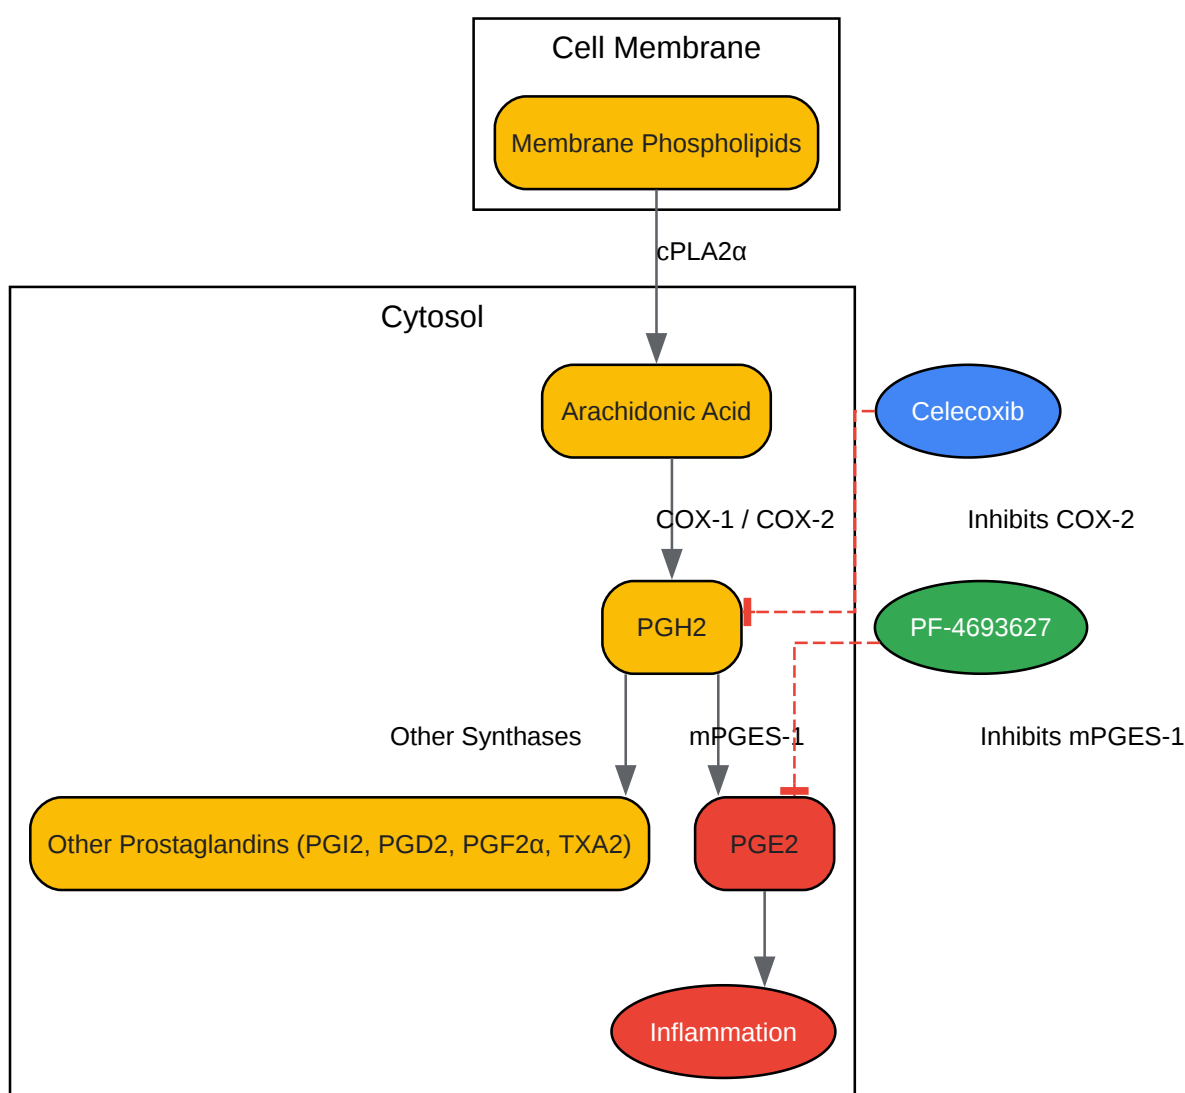 Cell Membrane
Membrane Phospholipids
cPLA2α
Cytosol
Arachidonic Acid
Celecoxib
COX-1 / COX-2
Inhibits COX-2
PGH2
PF-4693627
Other Synthases
mPGES-1
Inhibits mPGES-1
Other Prostaglandins (PGI2, PGD2, PGF2α, TXA2)
PGE2
Inflammation